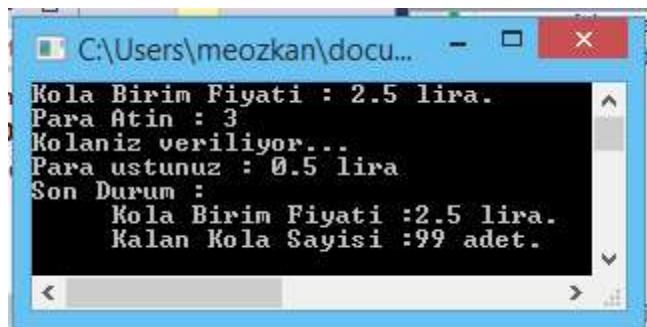 C:\Users\meozkan\docu...
Kola Birim Fiyati : 2.5 lira.
Para Atin : 3
Kolaniz veriliyor...
Para ustunuz : 0.5 lira
Son Durum :
Kola Birim Fiyati :2.5 lira.
Kalan Kola Sayisi :99 adet.